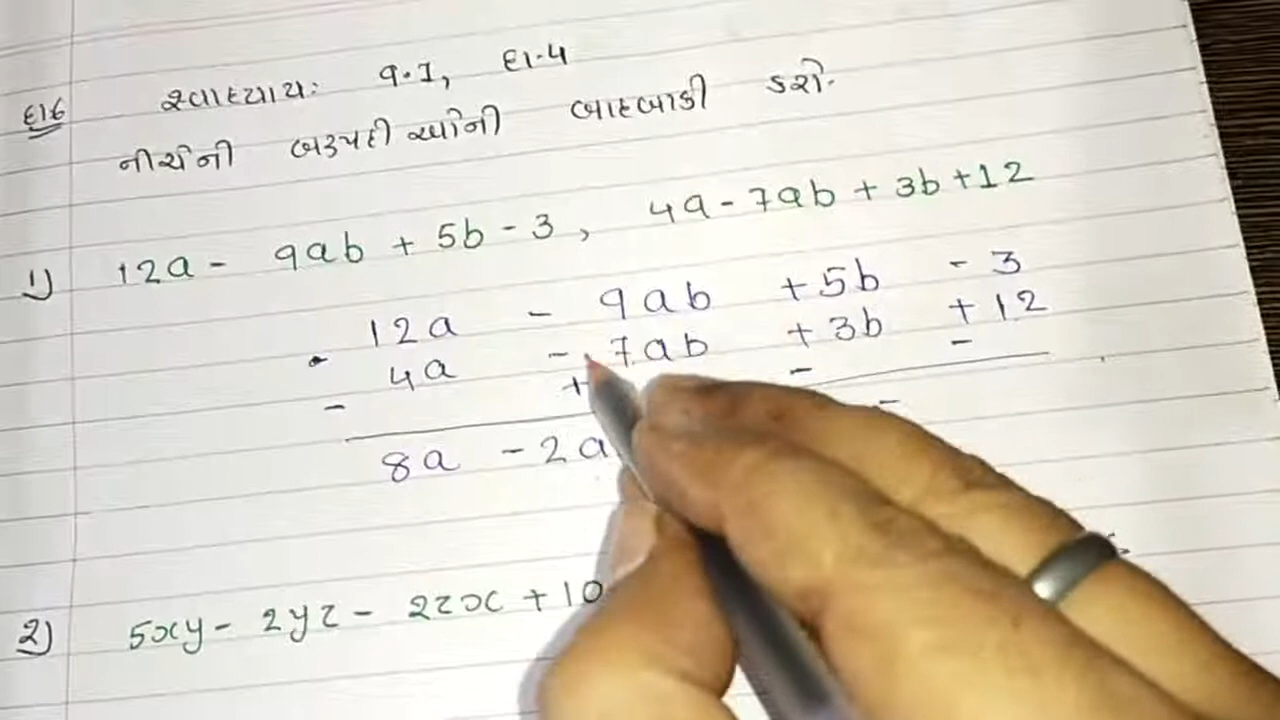 દા6 સ્વાધ્યાય: 9.1, દા.4
નીચેની બહુપદીઓની બાદબાકી કરો.
1) 12a - 9ab + 5b - 3 , 4a - 7ab + 3b + 12
- 12a - 9ab + 5b - 3
4a - 7ab + 3b + 12
- + - -
8a - 2a -
2) 5xy - 2yz - 2zx + 10